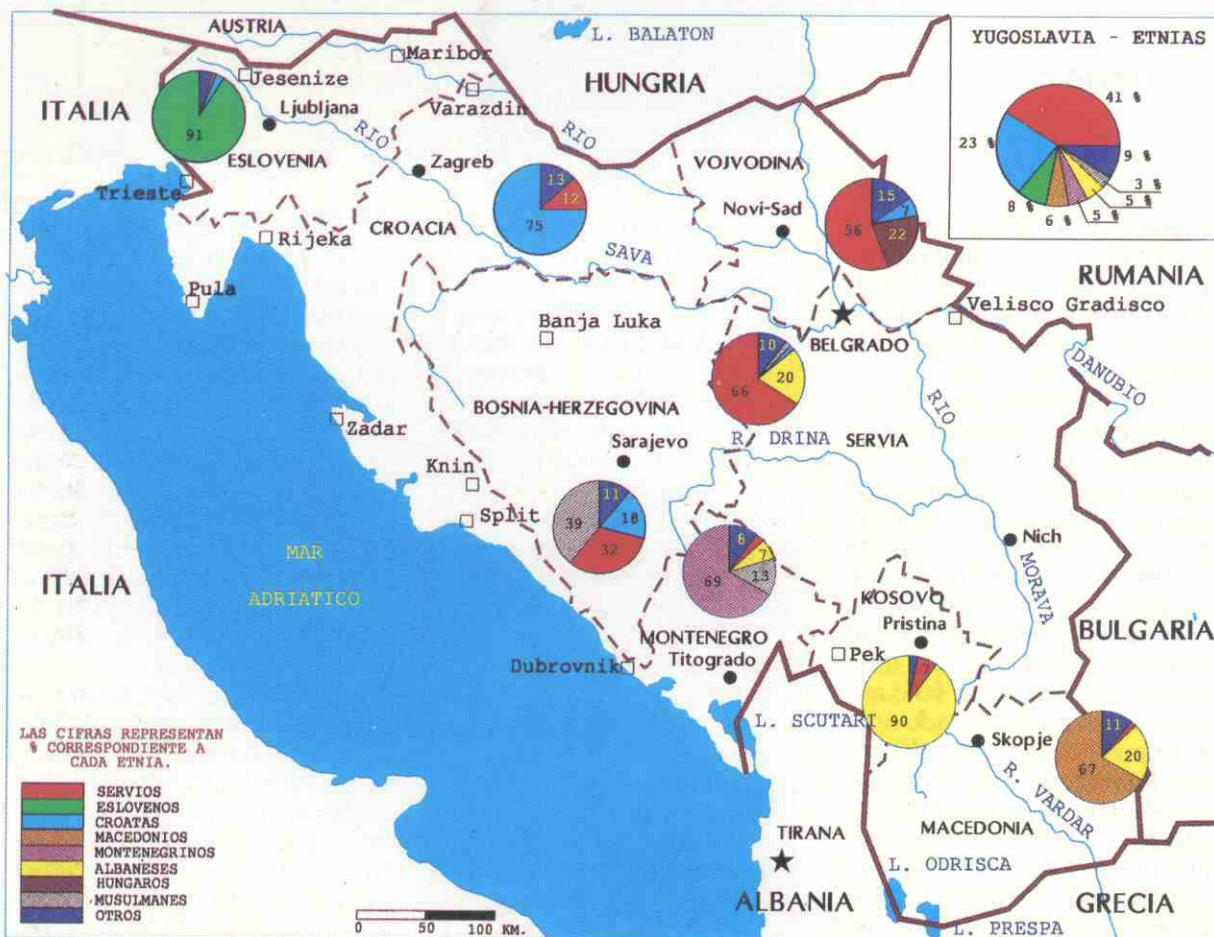 AUSTRIA
L. BALATON
Maribor
HUNGRIA
Jesenize
ITALIA
Varazdin
Ljubljana
91
RIO
ESLOVENIA
Zagreb
RIO
VOJVODINA
Trieste
13
12
75
Novi-Sad
15
7
56
22
CROACIA
Rijeka
SAVA
RUMANIA
Pula
Velisco Gradisco
Banja Luka
BELGRADO
10
20
66
DANUBIO
RIO
BOSNIA-HERZEGOVINA
Zadar
R. DRINA
SERVIA
Sarajevo
Knin
11
18
39
32
Split
Nich
MORAVA
MAR
ADRIATICO
ITALIA
6
7
13
69
KOSOVO
Pristina
BULGARIA
MONTENEGRO
Titogrado
Dubrovnik
Pek
7
90
L. SCUTARI
Skopje
11
20
67
R. VARDAR
TIRANA
MACEDONIA
L. ODRISCA
ALBANIA
GRECIA
L. PRESPA
YUGOSLAVIA - ETNIAS
41 %
23 %
9 %
3 %
5 %
5 %
6 %
8 %
LAS CIFRAS REPRESENTAN
% CORRESPONDIENTE A
CADA ETNIA.
SERVIOS
ESLOVENOS
CROATAS
MACEDONIOS
MONTENEGRINOS
ALBANESES
HUNGAROS
MUSULMANES
OTROS
0 50 100 KM.